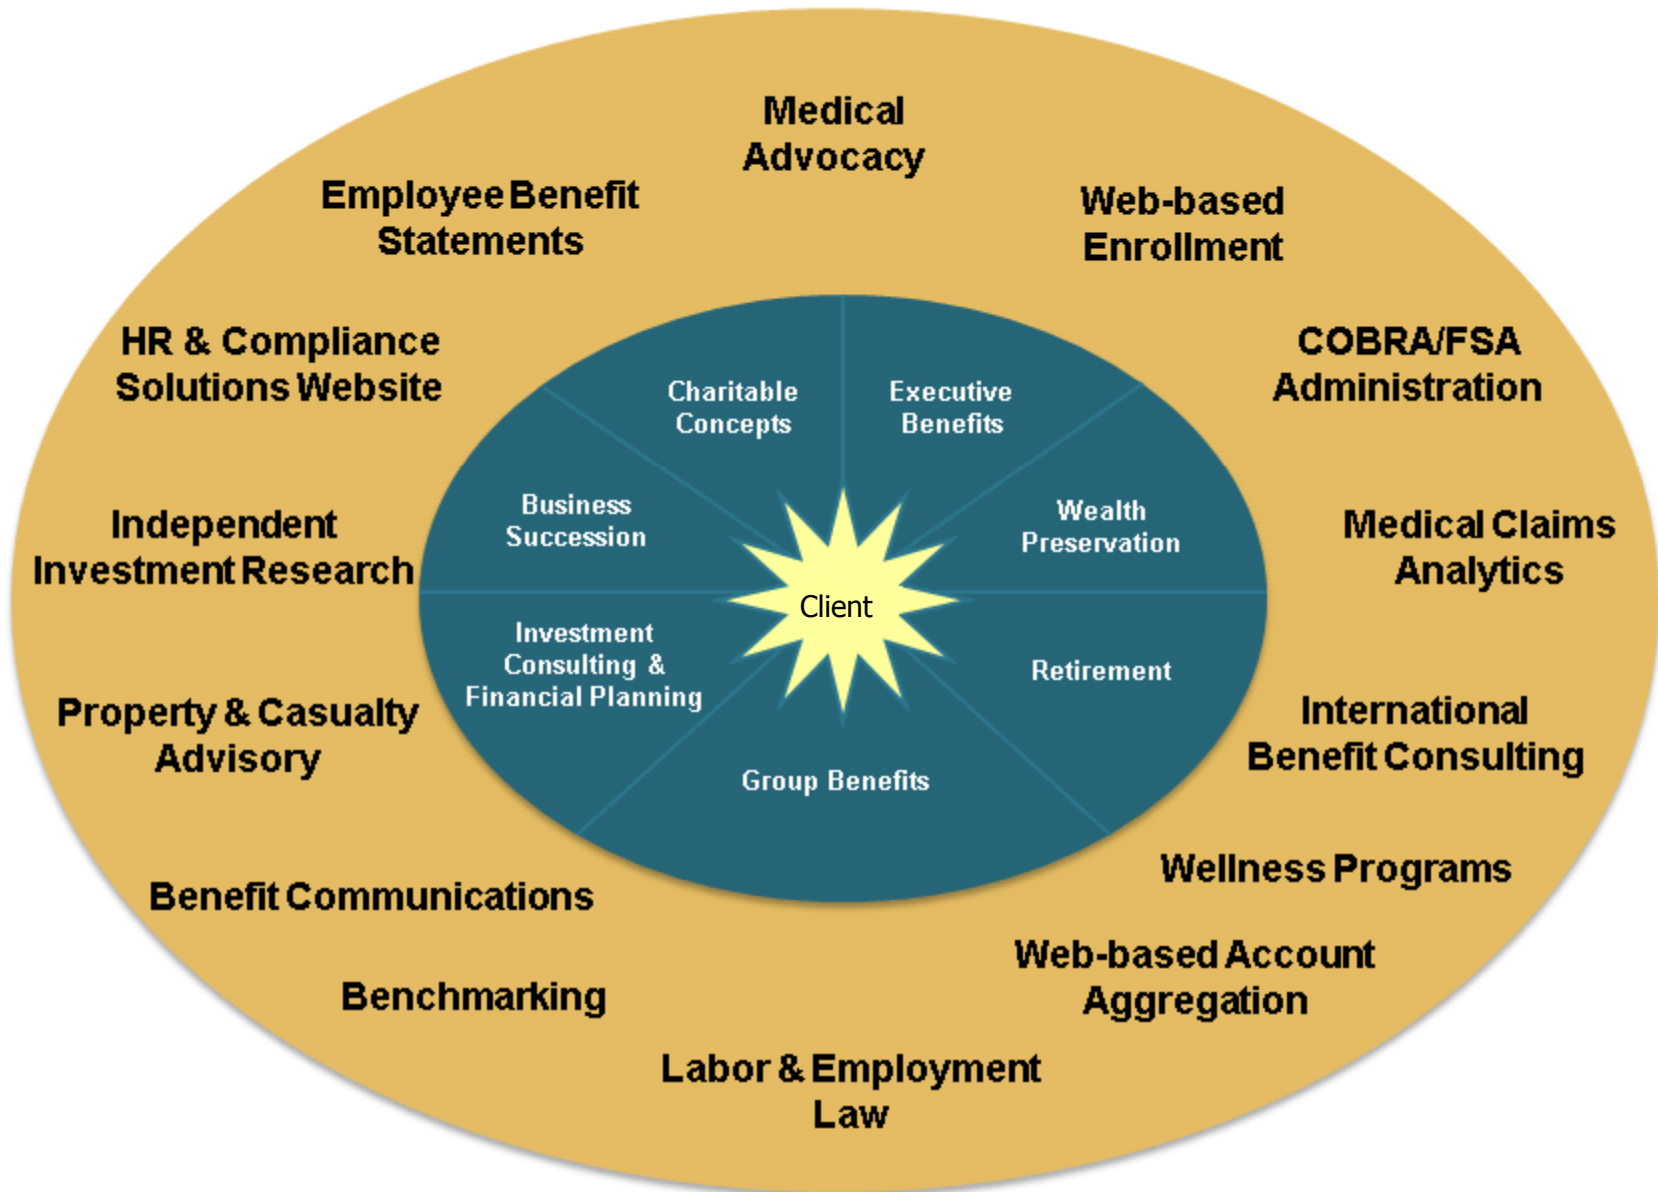 Medical
Advocacy
Employee Benefit
Statements
Web-based
Enrollment
HR & Compliance
Solutions Website
COBRA/FSA
Administration
Charitable
Concepts
Executive
Benefits
Business
Succession
Wealth
Preservation
Independent
Investment Research
Medical Claims
Analytics
Client
Investment
Consulting &
Financial Planning
Retirement
Property & Casualty
Advisory
International
Benefit Consulting
Group Benefits
Wellness Programs
Benefit Communications
Web-based Account
Aggregation
Benchmarking
Labor & Employment
Law